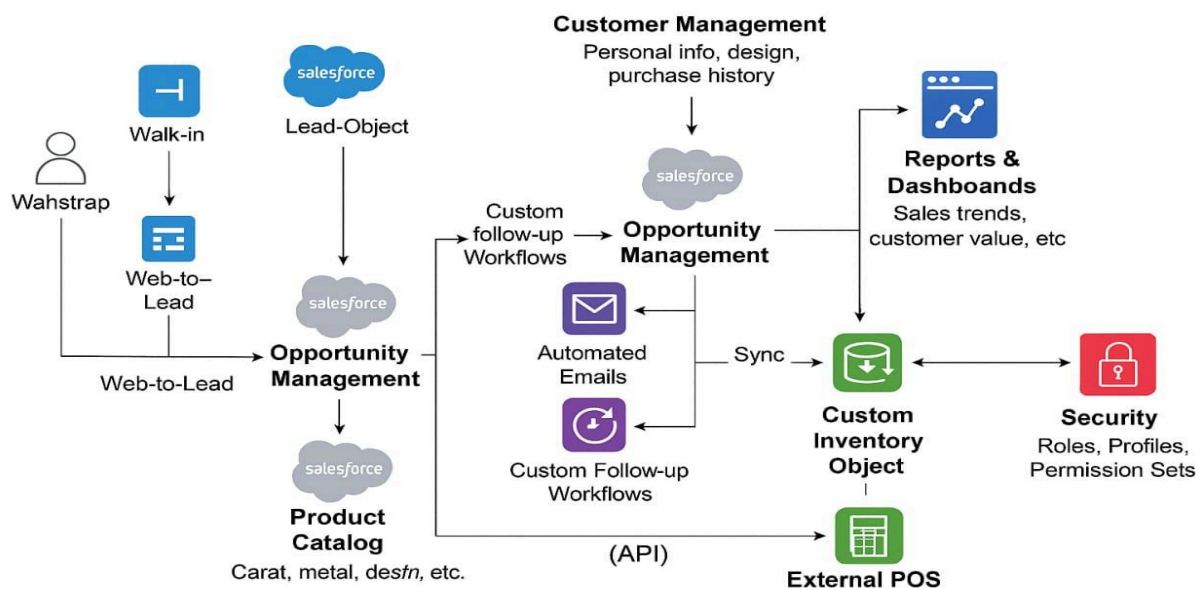 Customer Management
Personal info, design,
purchase history
salesforce
Lead-Object
Walk-in
Wahstrap
Web-to–
Lead
Web-to-Lead
salesforce
Opportunity
Management
salesforce
Product
Catalog
Carat, metal, desfn, etc.
Custom
follow-up
Workflows
salesforce
Opportunity
Management
Automated
Emails
Custom Follow-up
Workflows
Sync
(API)
Reports &
Dashboands
Sales trends,
customer value, etc
Custom
Inventory
Object
External POS
Security
Roles, Profiles,
Permission Sets